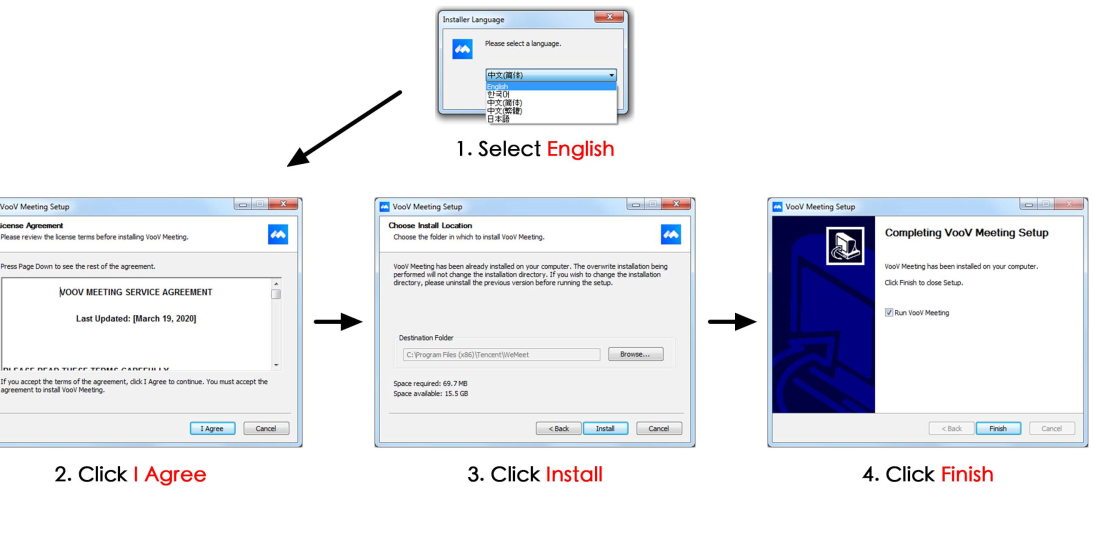 Installer Language
Please select a language.
中文(简体)
English
한국어
中文(简体)
中文(繁體)
日本語
1. Select English
VooV Meeting Setup
icense Agreement
Please review the license terms before installing VooV Meeting.
Press Page Down to see the rest of the agreement.
VOOV MEETING SERVICE AGREEMENT
Last Updated: [March 19, 2020]
PLEASE READ THESE TERMS CAREFULLY
If you accept the terms of the agreement, click I Agree to continue. You must accept the
agreement to install VooV Meeting.
I Agree
Cancel
2. Click I Agree
VooV Meeting Setup
Choose Install Location
Choose the folder in which to install VooV Meeting.
VooV Meeting has been already installed on your computer. The overwrite installation being
performed will not change the installation directory. If you wish to change the installation
directory, please uninstall the previous version before running the setup.
Destination Folder
C:\Program Files (x86)\Tencent\WeMeet
Browse...
Space required: 69.7 MB
Space available: 15.5 GB
< Back
Install
Cancel
3. Click Install
VooV Meeting Setup
Completing VooV Meeting Setup
VooV Meeting has been installed on your computer.
Click Finish to close Setup.
Run VooV Meeting
< Back
Finish
Cancel
4. Click Finish